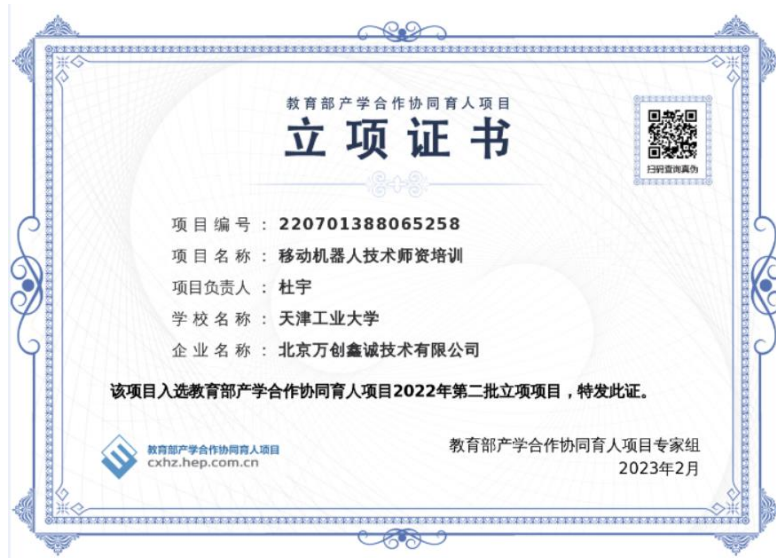 教育部产学合作协同育人项目
立项证书
扫码查询真伪
项目编号：220701388065258
项目名称：移动机器人技术师资培训
项目负责人：杜宇
学校名称：天津工业大学
企业名称：北京万创鑫诚技术有限公司
该项目入选教育部产学合作协同育人项目2022年第二批立项项目，特发此证。
教育部产学合作协同育人项目
cxhz.hep.com.cn
教育部产学合作协同育人项目专家组
2023年2月